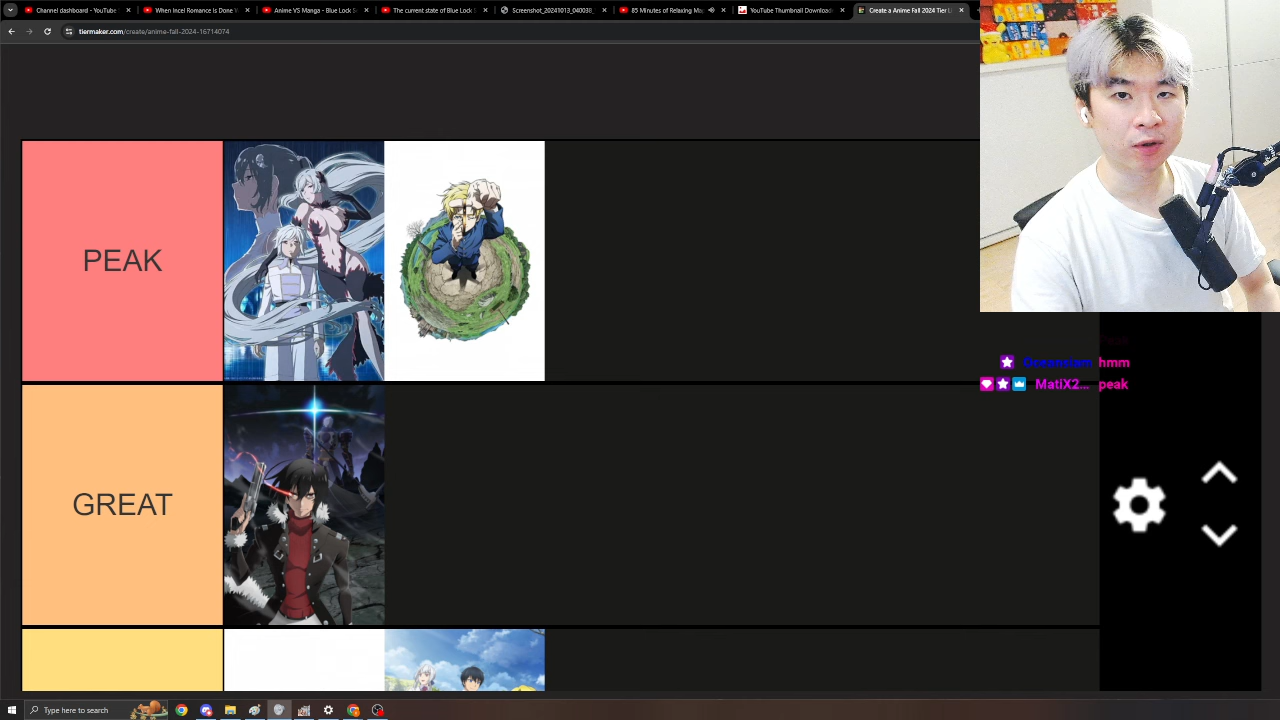 Channel dashboard - YouTube
When Incel Romance Is Done
Anime VS Manga - Blue Lock
The current state of Blue Lock
Screenshot_20241013_040038
85 Minutes of Relaxing
YouTube Thumbnail Download
Create a Anime Fall 2024 Tier
tiermaker.com/create/anime-fall-2024-16714074
PEAK
hmm
MatiX2... peak
GREAT
Type here to search